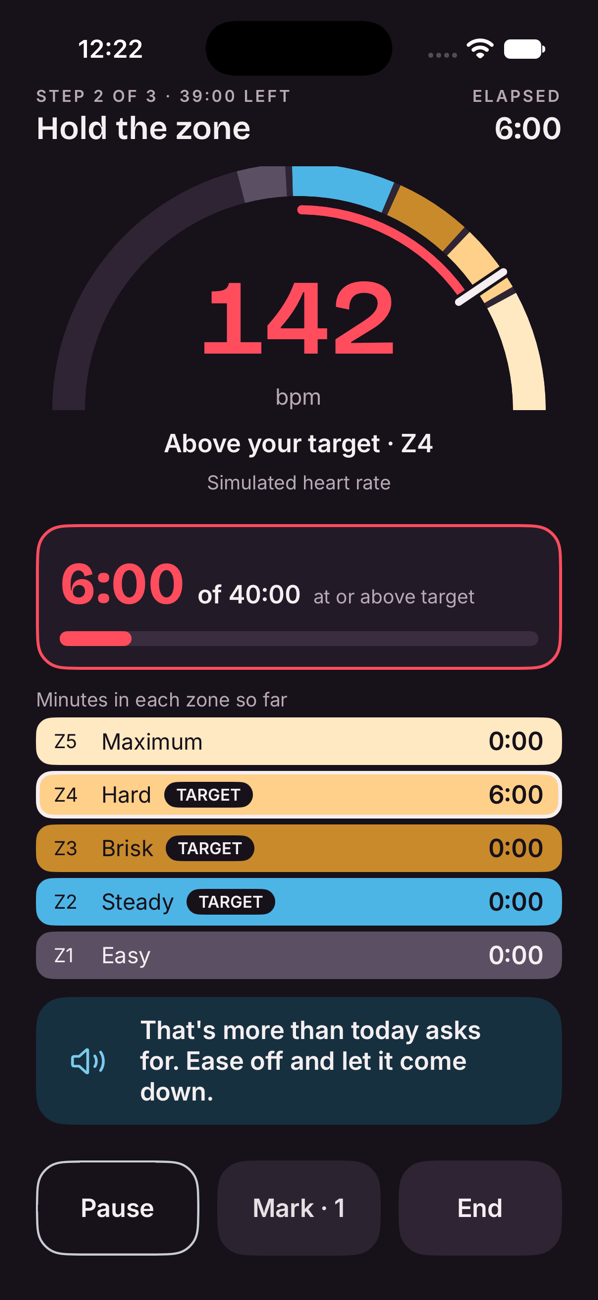 12:22
STEP 2 OF 3 · 39:00 LEFT
ELAPSED
Hold the zone
6:00
142
bpm
Above your target · Z4
Simulated heart rate
6:00 of 40:00 at or above target
Minutes in each zone so far
Z5 Maximum 0:00
Z4 Hard TARGET 6:00
Z3 Brisk TARGET 0:00
Z2 Steady TARGET 0:00
Z1 Easy 0:00
That's more than today asks
for. Ease off and let it come
down.
Pause
Mark · 1
End